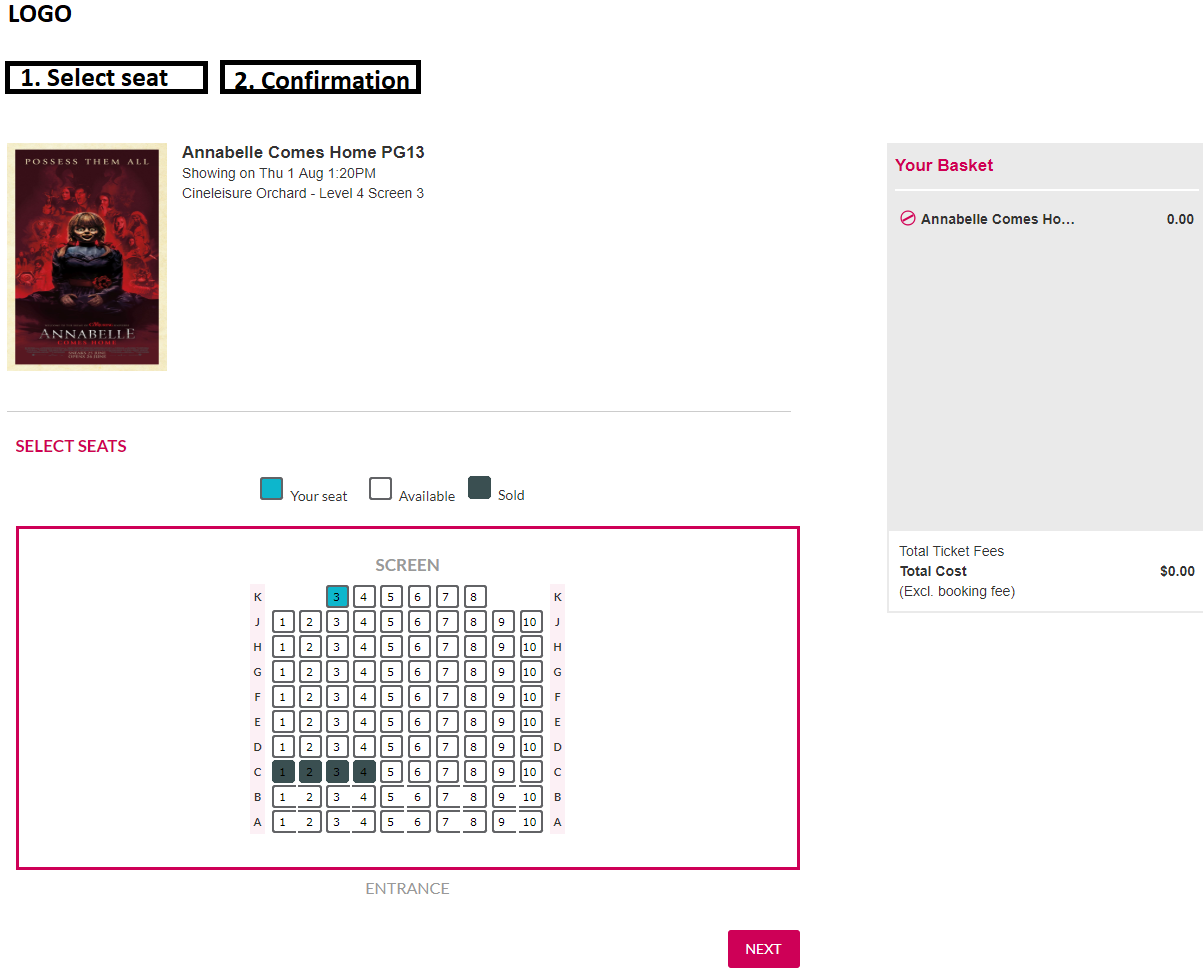 LOGO
1. Select seat
2. Confirmation
POSSESS THEM ALL
ANNABELLE
COMES HOME
Annabelle Comes Home PG13
Showing on Thu 1 Aug 1:20PM
Cineleisure Orchard - Level 4 Screen 3
Your Basket
Annabelle Comes Ho... 0.00
Total Ticket Fees
Total Cost $0.00
(Excl. booking fee)
SELECT SEATS
Your seat Available Sold
SCREEN
K 3 4 5 6 7 8 K
J 1 2 3 4 5 6 7 8 9 10 J
H 1 2 3 4 5 6 7 8 9 10 H
G 1 2 3 4 5 6 7 8 9 10 G
F 1 2 3 4 5 6 7 8 9 10 F
E 1 2 3 4 5 6 7 8 9 10 E
D 1 2 3 4 5 6 7 8 9 10 D
C 1 2 3 4 5 6 7 8 9 10 C
B 1 2 3 4 5 6 7 8 9 10 B
A 1 2 3 4 5 6 7 8 9 10 A
ENTRANCE
NEXT